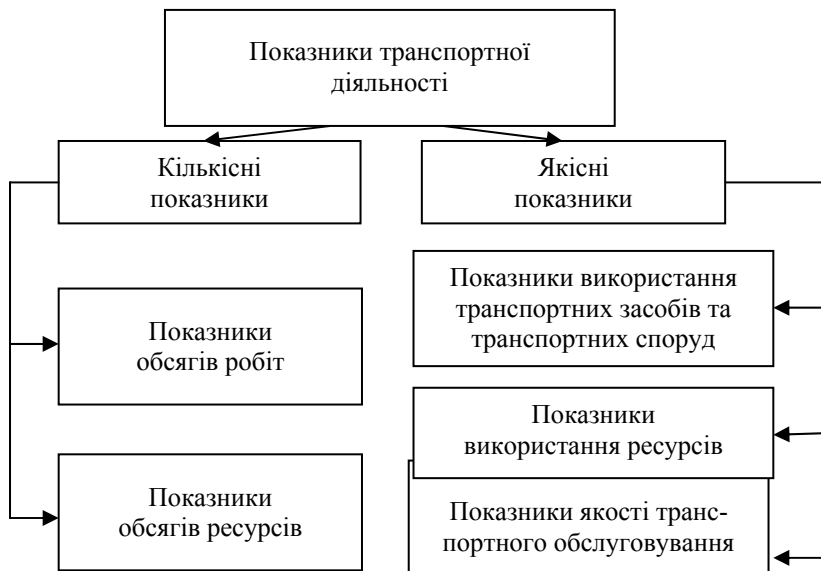 Показники транспортної
діяльності
Кількісні
показники
Якісні
показники
Показники
обсягів робіт
Показники
обсягів ресурсів
Показники використання
транспортних засобів та
транспортних споруд
Показники
використання ресурсів
Показники якості транс-
портного обслуговування